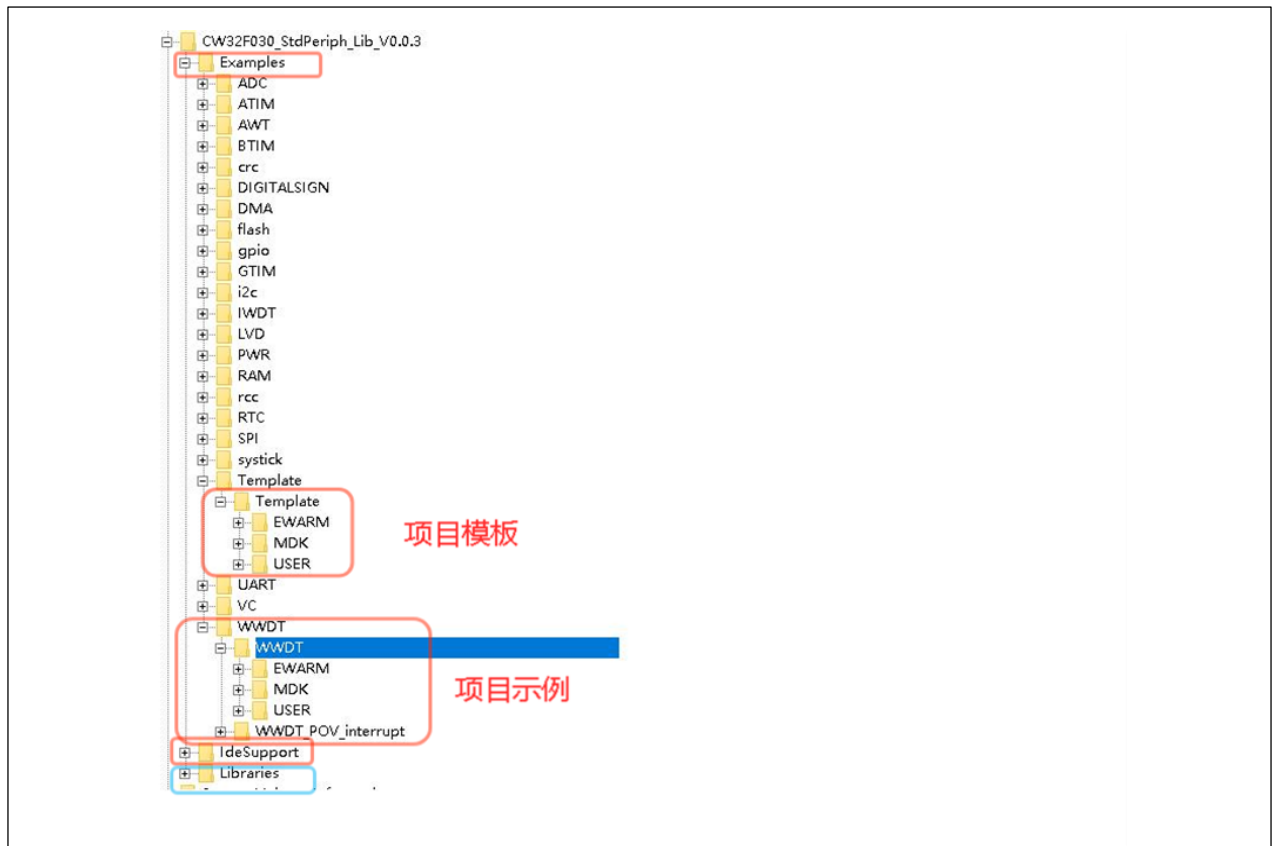 CW32F030_StdPeriph_Lib_V0.0.3
Examples
ADC
ATIM
AWT
BTIM
crc
DIGITALSIGN
DMA
flash
gpio
GTIM
i2c
IWDT
LVD
PWR
RAM
rcc
RTC
SPI
systick
Template
Template
EWARM
项目模板
MDK
USER
UART
VC
WWDT
WWDT
EWARM
MDK
项目示例
USER
WWDT_POV_interrupt
IdeSupport
Libraries